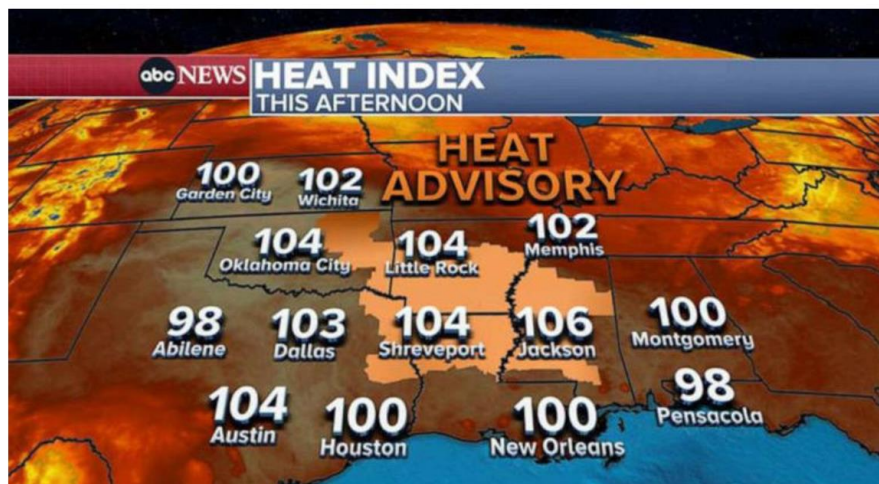 abc NEWS
HEAT INDEX
THIS AFTERNOON
HEAT
ADVISORY
100
Garden City
102
Wichita
104
Oklahoma City
104
Little Rock
102
Memphis
98
Abilene
103
Dallas
104
Shreveport
106
Jackson
100
Montgomery
104
Austin
100
Houston
100
New Orleans
98
Pensacola